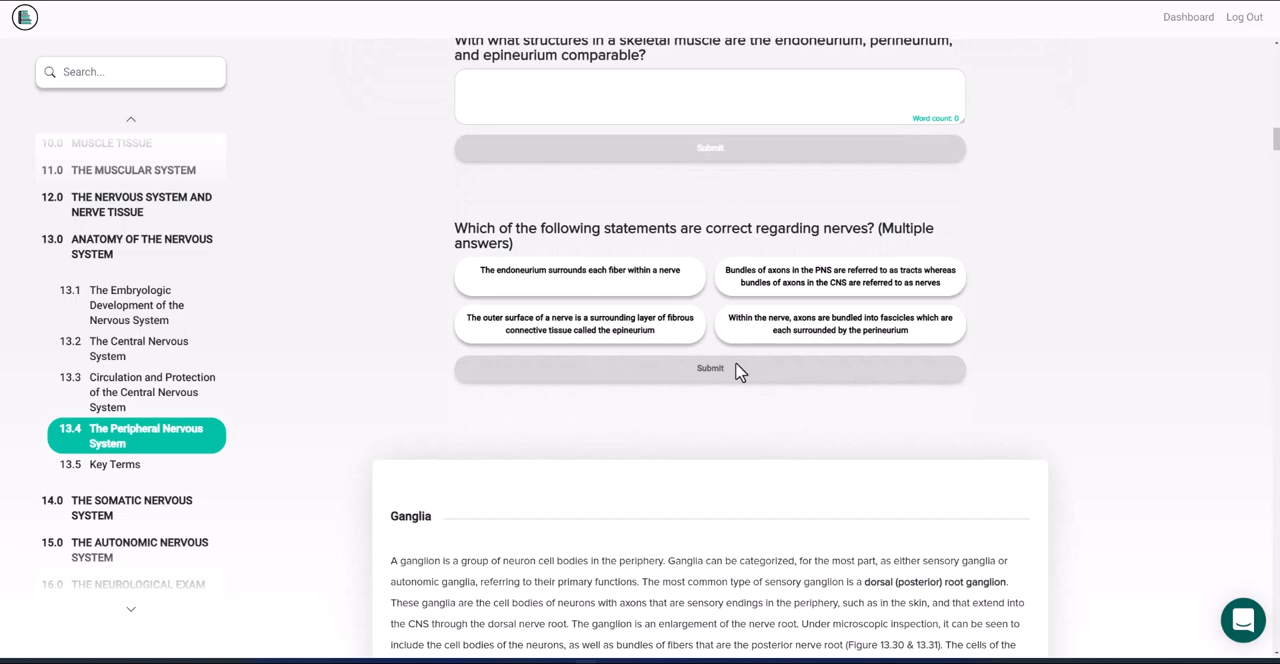 Dashboard Log Out
Search...
10.0 MUSCLE TISSUE
11.0 THE MUSCULAR SYSTEM
12.0 THE NERVOUS SYSTEM AND
NERVE TISSUE
13.0 ANATOMY OF THE NERVOUS
SYSTEM
13.1 The Embryologic
Development of the
Nervous System
13.2 The Central Nervous
System
13.3 Circulation and Protection
of the Central Nervous
System
13.4 The Peripheral Nervous
System
13.5 Key Terms
14.0 THE SOMATIC NERVOUS
SYSTEM
15.0 THE AUTONOMIC NERVOUS
SYSTEM
16.0 THE NEUROLOGICAL EXAM
With what structures in a skeletal muscle are the endoneurium, perineurium,
and epineurium comparable?
Word count: 0
Submit
Which of the following statements are correct regarding nerves? (Multiple
answers)
The endoneurium surrounds each fiber within a nerve
Bundles of axons in the PNS are referred to as tracts whereas
bundles of axons in the CNS are referred to as nerves
The outer surface of a nerve is a surrounding layer of fibrous
connective tissue called the epineurium
Within the nerve, axons are bundled into fascicles which are
each surrounded by the perineurium
Submit
Ganglia
A ganglion is a group of neuron cell bodies in the periphery. Ganglia can be categorized, for the most part, as either sensory ganglia or
autonomic ganglia, referring to their primary functions. The most common type of sensory ganglion is a dorsal (posterior) root ganglion.
These ganglia are the cell bodies of neurons with axons that are sensory endings in the periphery, such as in the skin, and that extend into
the CNS through the dorsal nerve root. The ganglion is an enlargement of the nerve root. Under microscopic inspection, it can be seen to
include the cell bodies of the neurons, as well as bundles of fibers that are the posterior nerve root (Figure 13.30 & 13.31). The cells of the